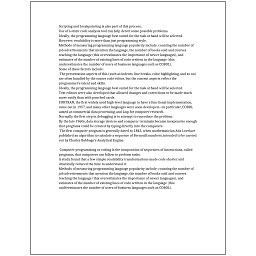 Scripting and breakpointing is also part of this process.
Use of a static code analysis tool can help detect some possible problems.
Ideally, the programming language best suited for the task at hand will be selected.
However, readability is more than just programming style.
Methods of measuring programming language popularity include: counting the number of
job advertisements that mention the language, the number of books sold and courses
teaching the language (this overestimates the importance of newer languages), and
estimates of the number of existing lines of code written in the language (this
underestimates the number of users of business languages such as COBOL).
Some of these factors include:
The presentation aspects of this (such as indents, line breaks, color highlighting, and so on)
are often handled by the source code editor, but the content aspects reflect the
programmer's talent and skills.
Ideally, the programming language best suited for the task at hand will be selected.
Text editors were also developed that allowed changes and corrections to be made much
more easily than with punched cards.
FORTRAN, the first widely used high-level language to have a functional implementation,
came out in 1957, and many other languages were soon developed—in particular, COBOL
aimed at commercial data processing, and Lisp for computer research.
Normally the first step in debugging is to attempt to reproduce the problem.
By the late 1960s, data storage devices and computer terminals became inexpensive enough
that programs could be created by typing directly into the computers.
The first computer program is generally dated to 1843, when mathematician Ada Lovelace
published an algorithm to calculate a sequence of Bernoulli numbers, intended to be carried
out by Charles Babbage's Analytical Engine.
Computer programming or coding is the composition of sequences of instructions, called
programs, that computers can follow to perform tasks.
A study found that a few simple readability transformations made code shorter and
drastically reduced the time to understand it.
Methods of measuring programming language popularity include: counting the number of
job advertisements that mention the language, the number of books sold and courses
teaching the language (this overestimates the importance of newer languages), and
estimates of the number of existing lines of code written in the language (this
underestimates the number of users of business languages such as COBOL).